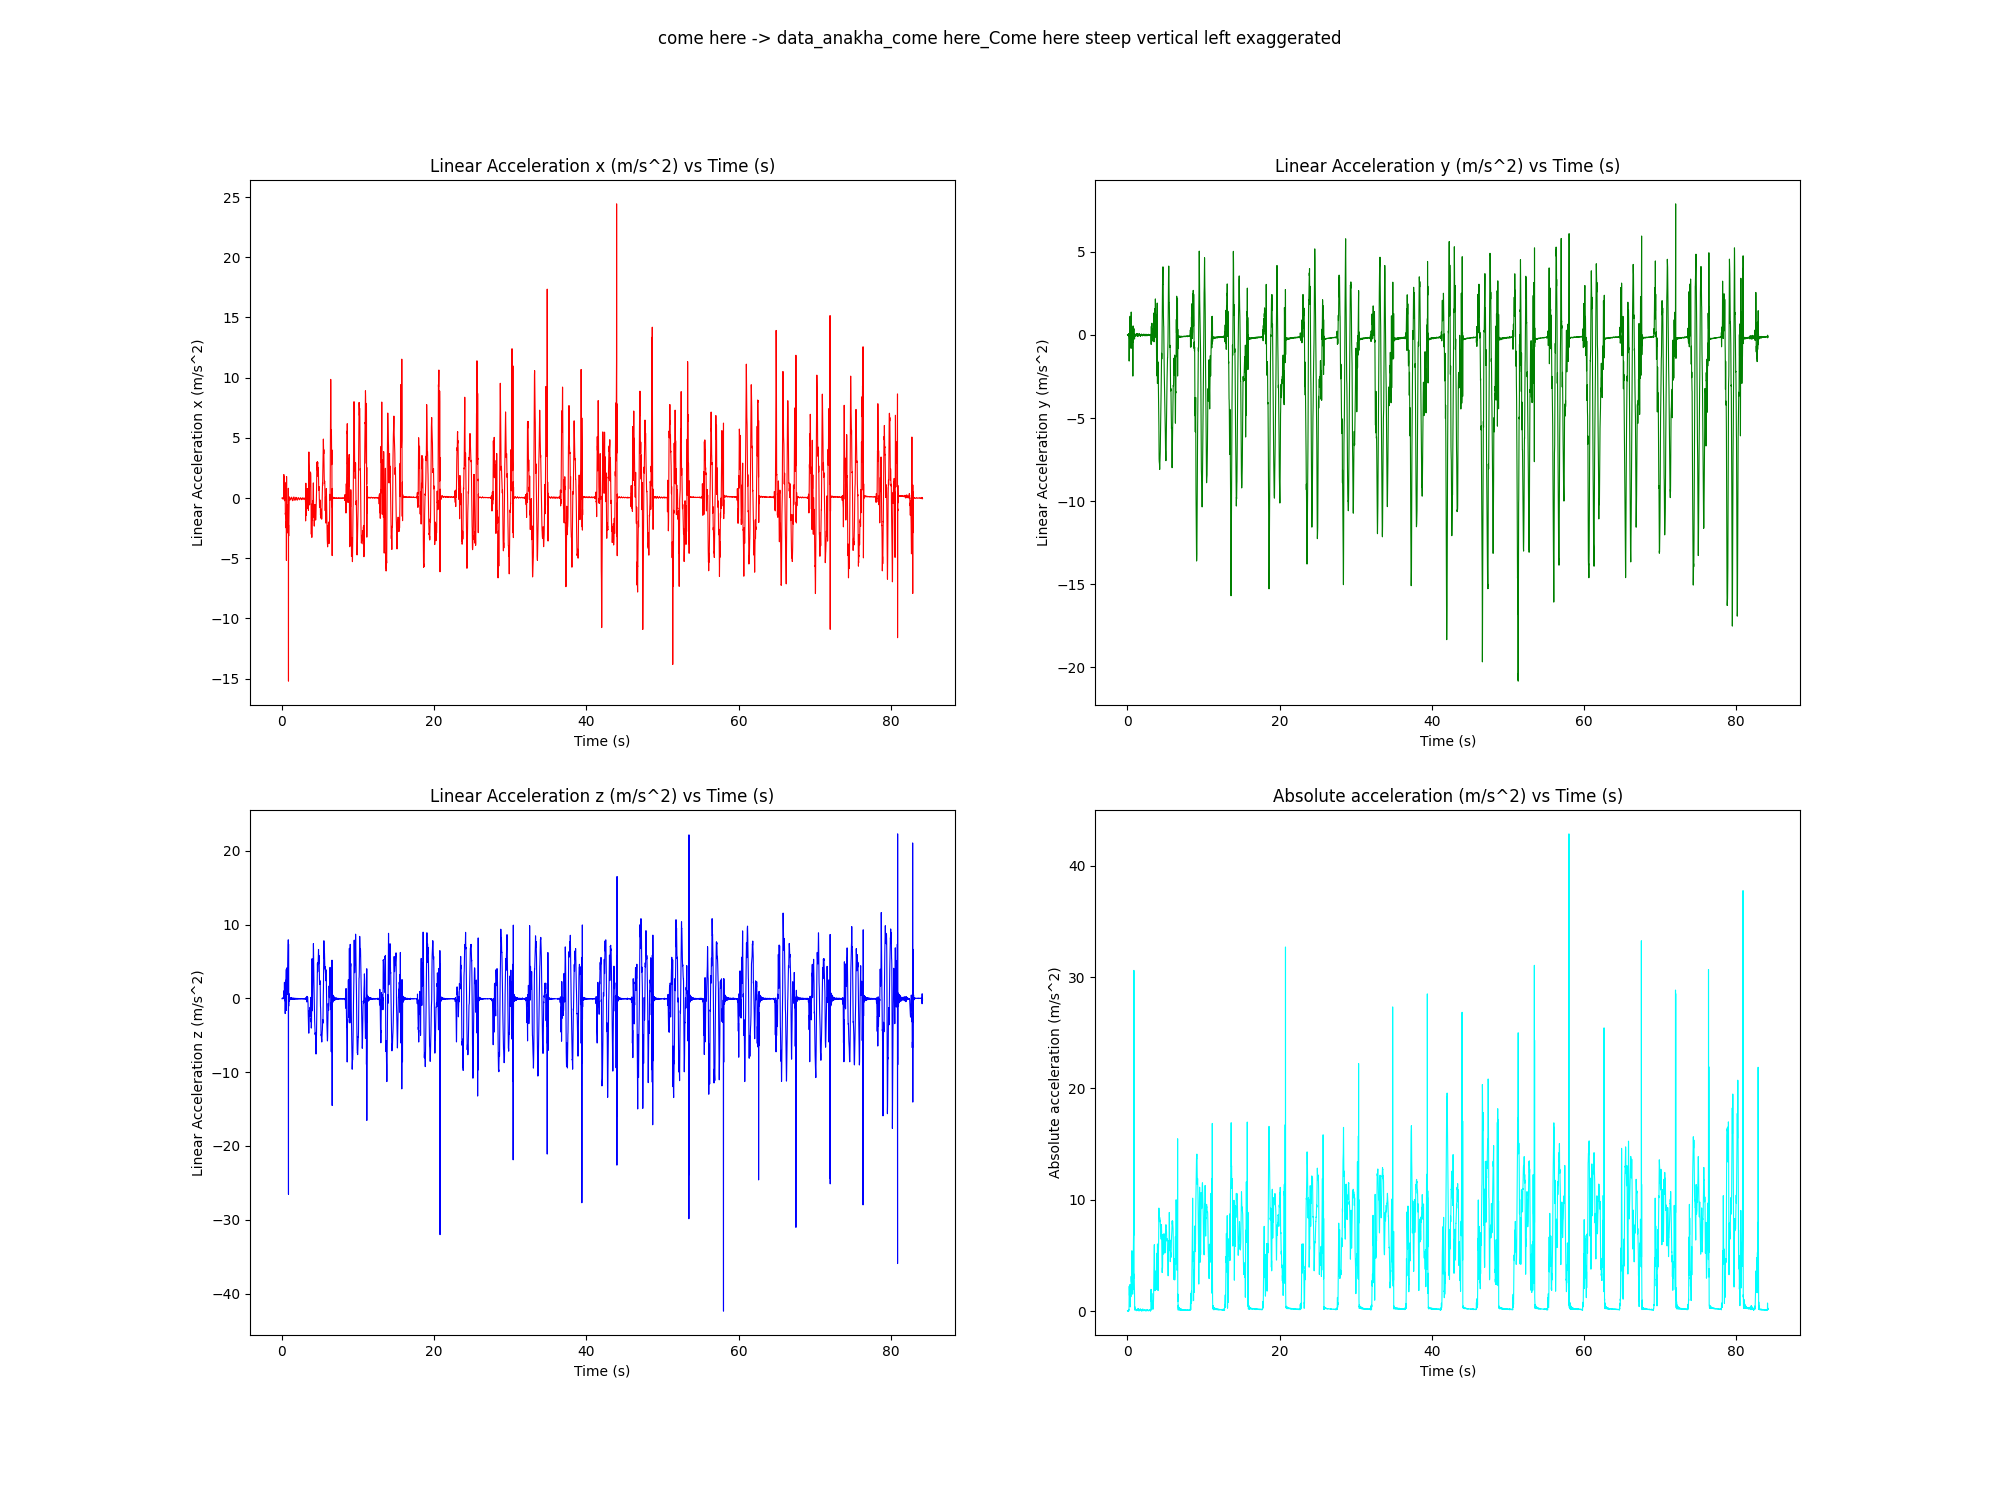 come here -> data_anakha_come here_Come here steep vertical left exaggerated
Linear Acceleration x (m/s^2) vs Time (s)
Linear Acceleration x (m/s^2)
25
20
15
10
5
0
−5
−10
−15
0 20 40 60 80
Time (s)
Linear Acceleration y (m/s^2) vs Time (s)
Linear Acceleration y (m/s^2)
5
0
−5
−10
−15
−20
0 20 40 60 80
Time (s)
Linear Acceleration z (m/s^2) vs Time (s)
Linear Acceleration z (m/s^2)
20
10
0
−10
−20
−30
−40
0 20 40 60 80
Time (s)
Absolute acceleration (m/s^2) vs Time (s)
Absolute acceleration (m/s^2)
40
30
20
10
0
0 20 40 60 80
Time (s)